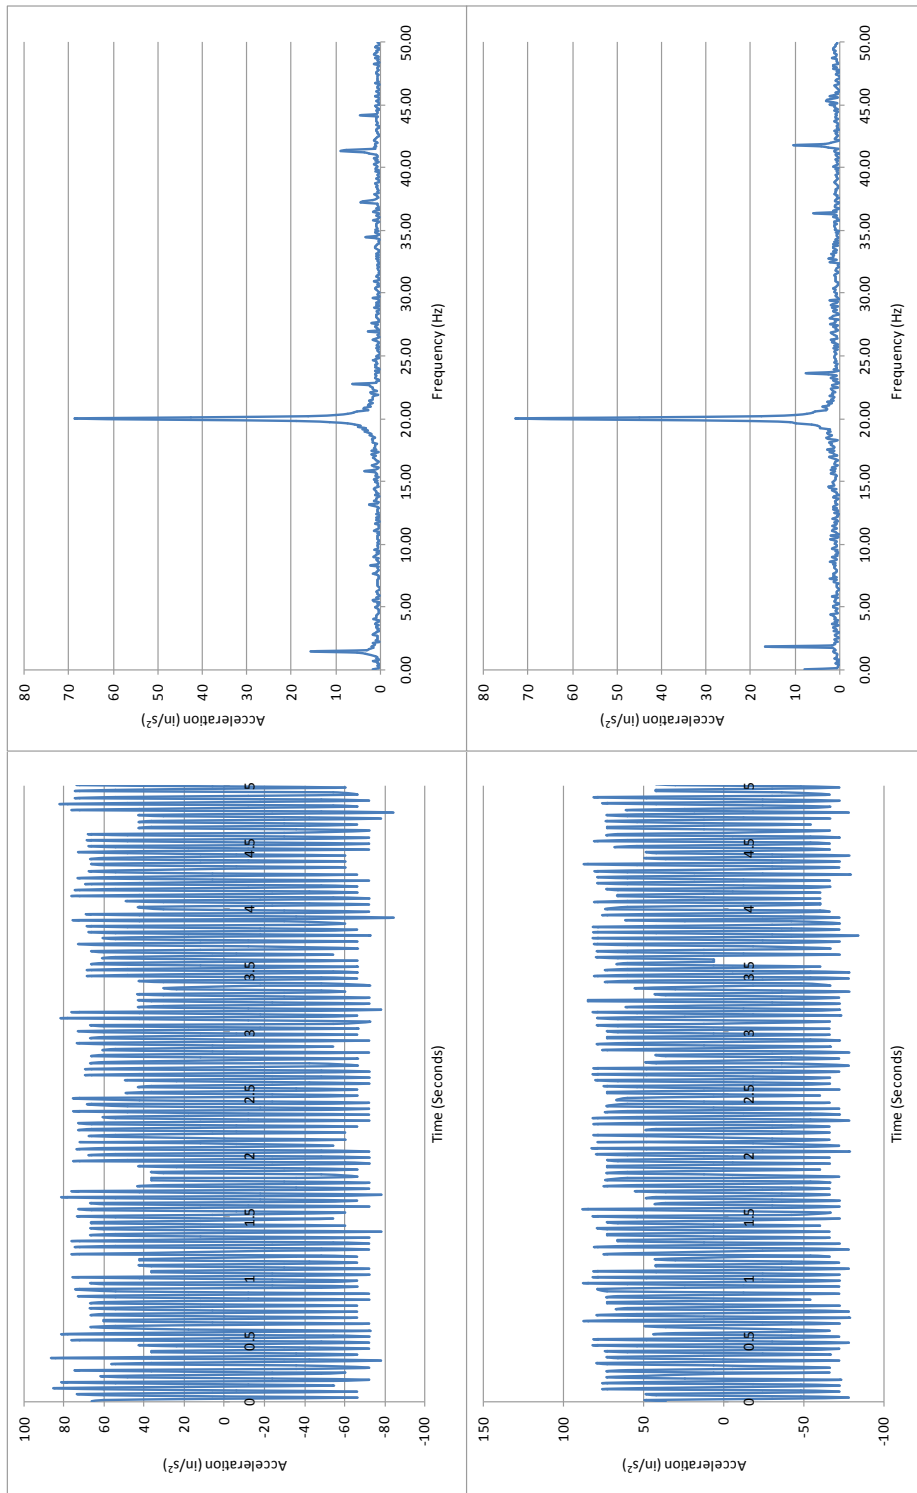 Acceleration (in/s²)
100
80
60
40
20
0
-20
-40
-60
-80
-100
0 0.5 1 1.5 2 2.5 3 3.5 4 4.5 5
Time (Seconds)
Acceleration (in/s²)
80
70
60
50
40
30
20
10
0
0.00 5.00 10.00 15.00 20.00 25.00 30.00 35.00 40.00 45.00 50.00
Frequency (Hz)
Acceleration (in/s²)
150
100
50
0
-50
-100
0 0.5 1 1.5 2 2.5 3 3.5 4 4.5 5
Time (Seconds)
Acceleration (in/s²)
80
70
60
50
40
30
20
10
0
0.00 5.00 10.00 15.00 20.00 25.00 30.00 35.00 40.00 45.00 50.00
Frequency (Hz)